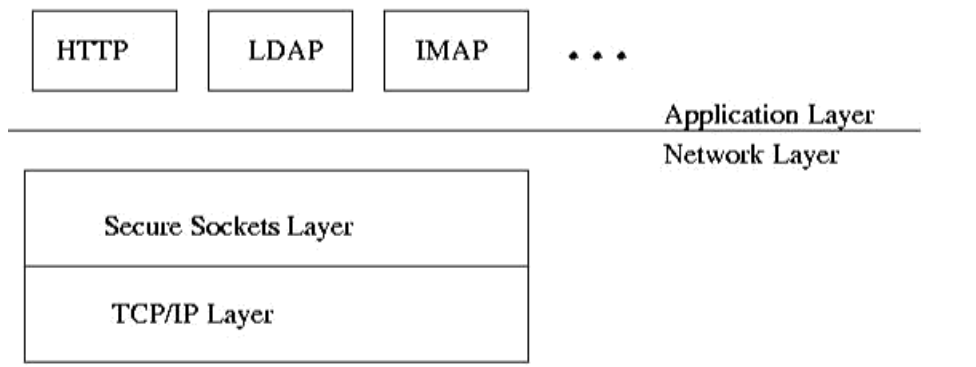 HTTP LDAP IMAP ...
Application Layer
Network Layer
Secure Sockets Layer
TCP/IP Layer